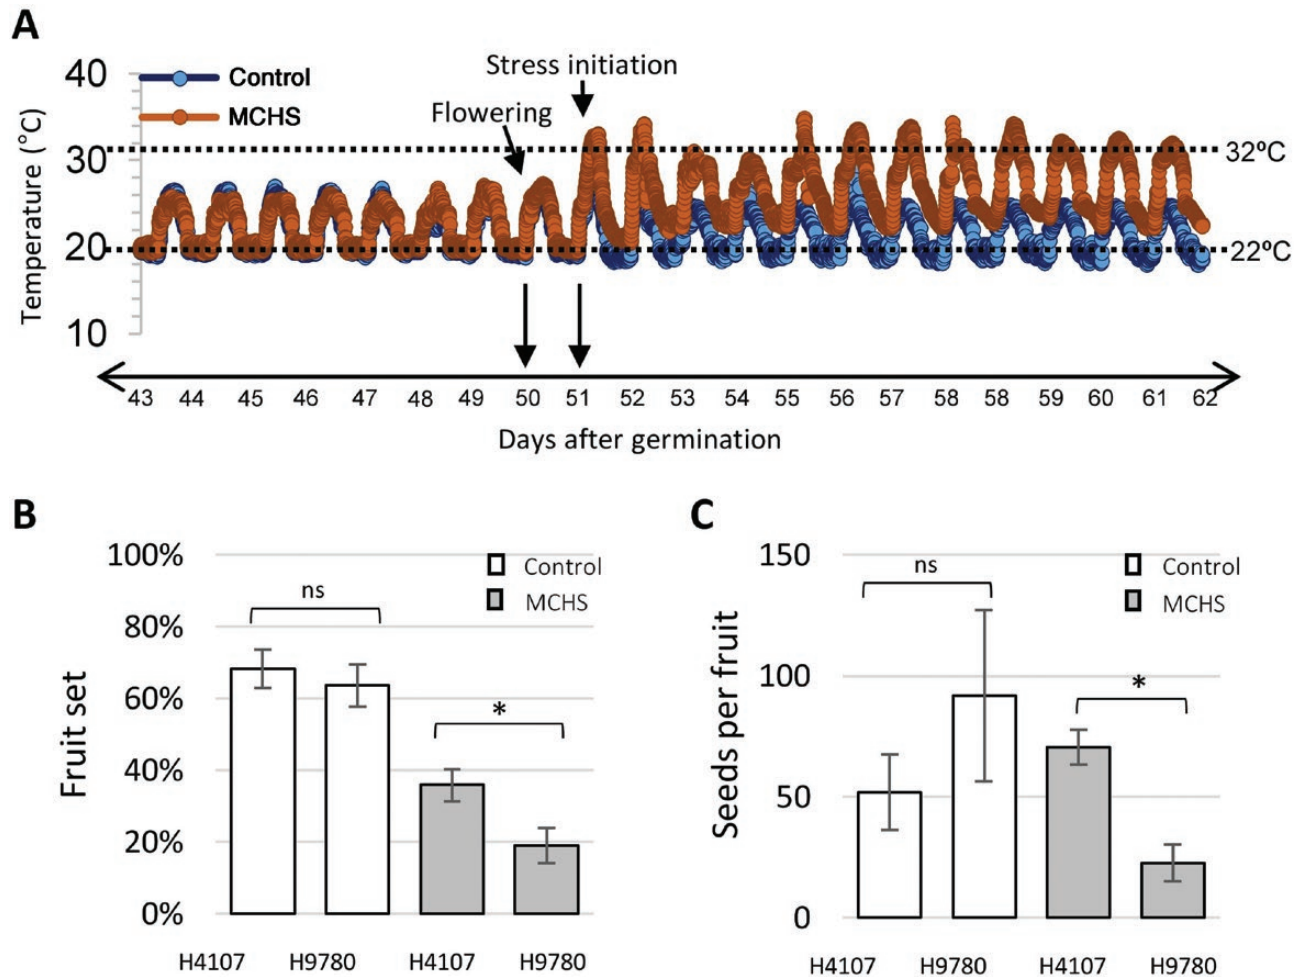 A
Control
MCHS
Stress initiation
Flowering
40
30
20
10
Temperature (°C)
32ºC
22ºC
43 44 45 46 47 48 49 50 51 52 53 54 55 56 57 58 58 59 60 61 62
Days after germination
B
100%
80%
60%
40%
20%
0%
Fruit set
ns
*
Control
MCHS
H4107 H9780 H4107 H9780
C
150
100
50
0
Seeds per fruit
ns
*
Control
MCHS
H4107 H9780 H4107 H9780